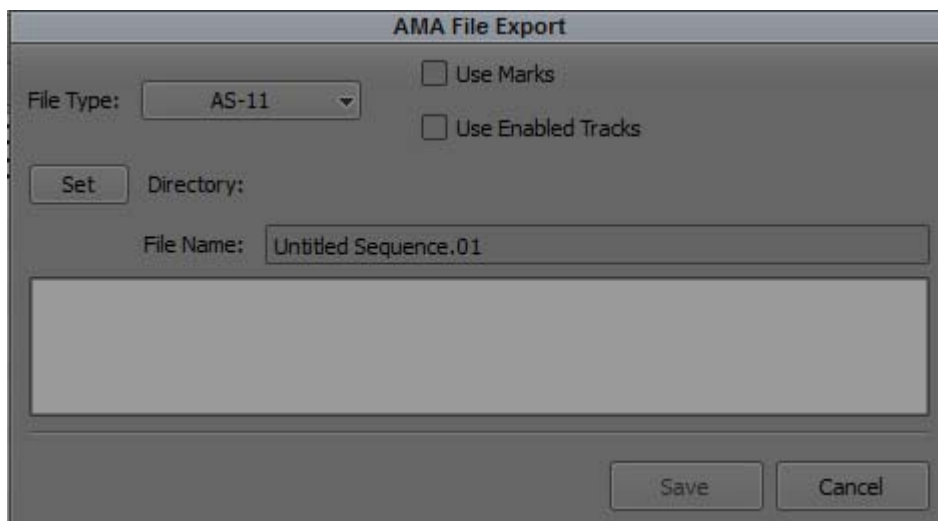 AMA File Export
Use Marks
File Type: AS-11
Use Enabled Tracks
Set Directory:
File Name: Untitled Sequence.01
Save Cancel